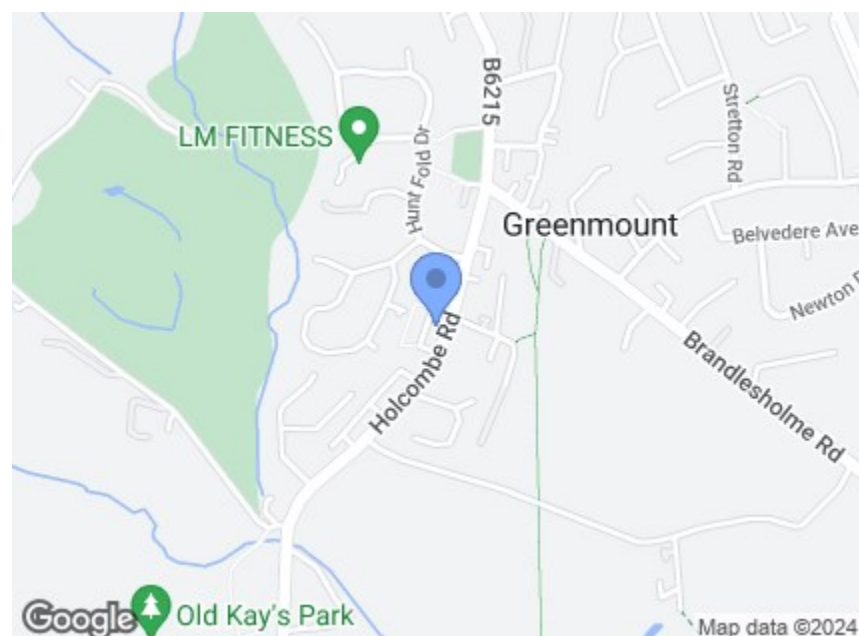 B6215
LM FITNESS
Hunt Fold Dr
Stretton Rd
Greenmount
Belvedere Ave
Newton
Holcombe Rd
Brandlesholme Rd
Old Kay's Park
Google
Map data ©2024